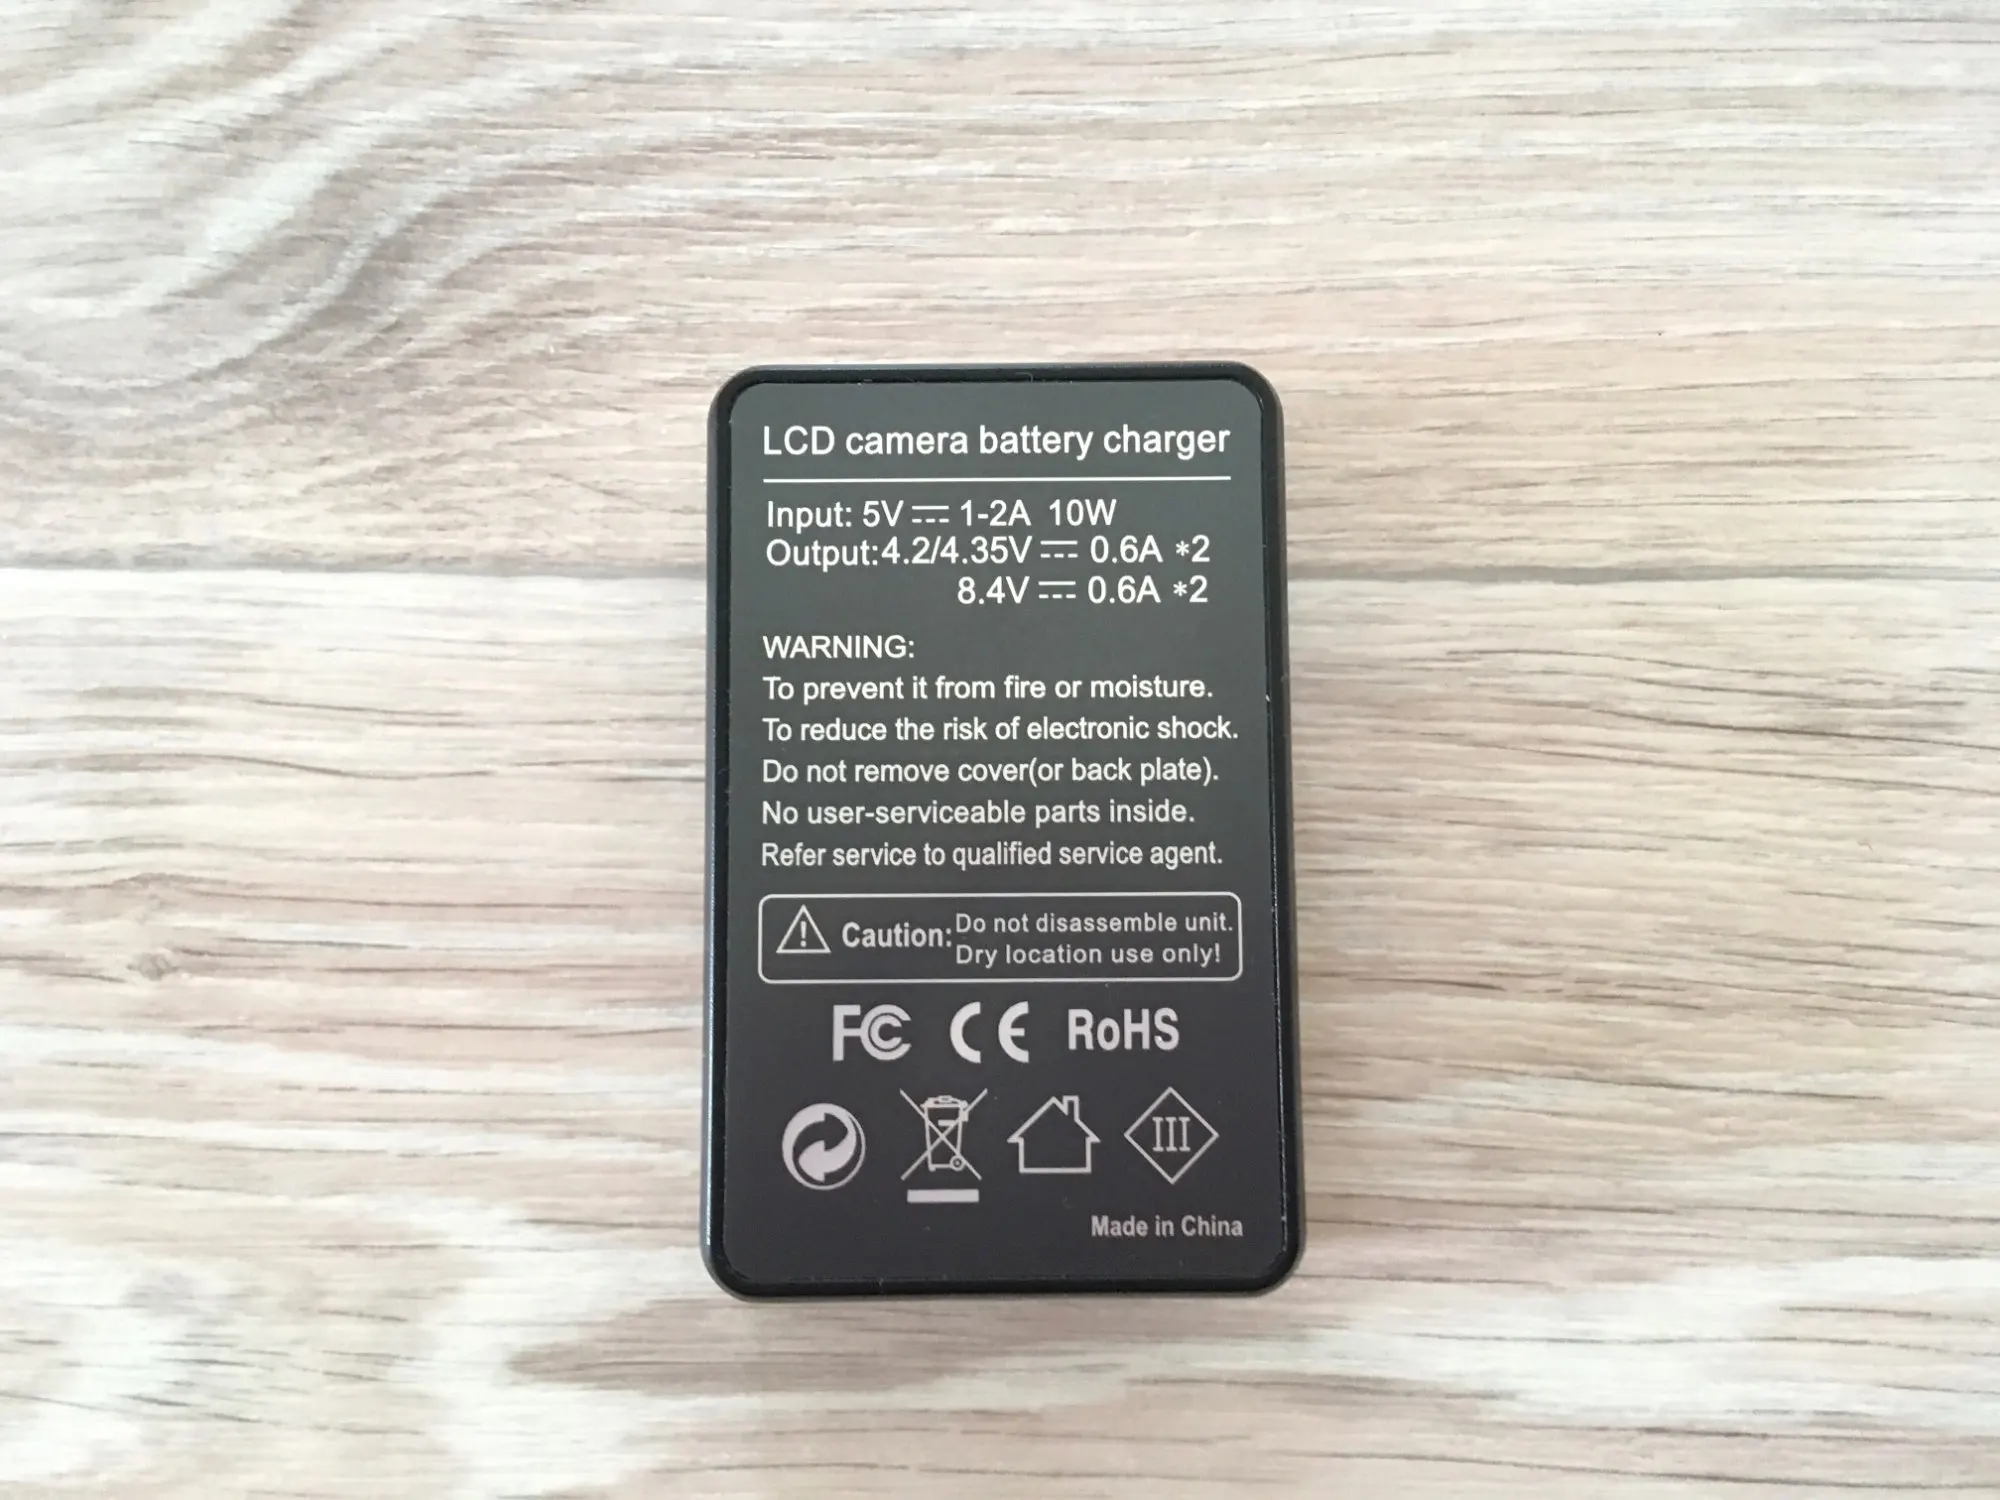 LCD camera battery charger
Input: 5V ⎓ 1-2A 10W
Output:4.2/4.35V ⎓ 0.6A *2
8.4V ⎓ 0.6A *2
WARNING:
To prevent it from fire or moisture.
To reduce the risk of electronic shock.
Do not remove cover(or back plate).
No user-serviceable parts inside.
Refer service to qualified service agent.
Caution: Do not disassemble unit.
Dry location use only!
FC CE RoHS
III
Made in China